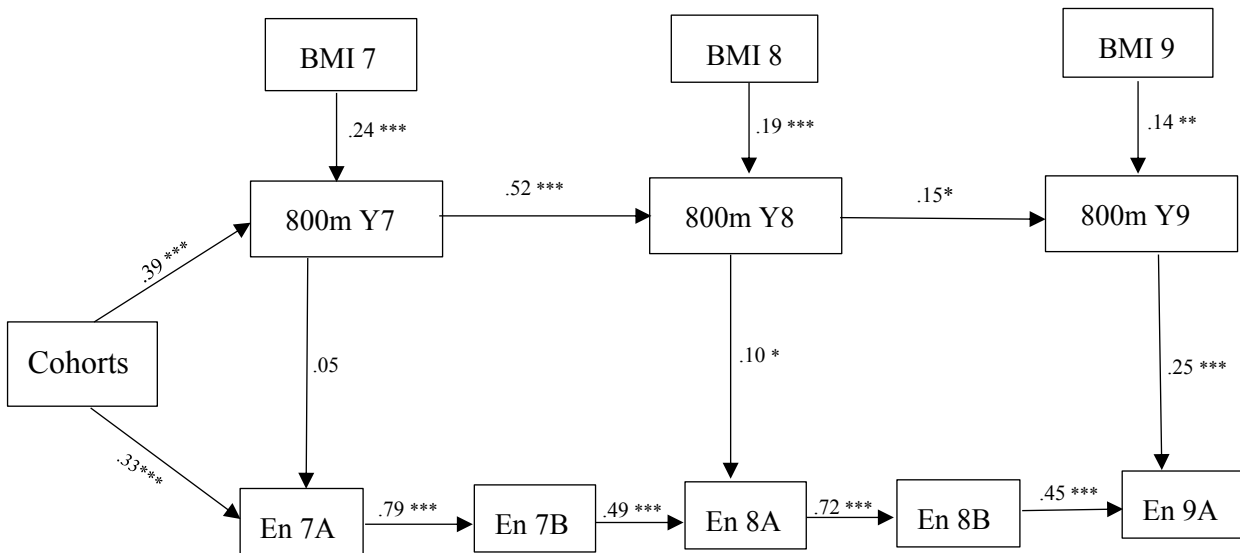 BMI 7
BMI 8
BMI 9
.24 ***
.19 ***
.14 **
800m Y7
.52 ***
800m Y8
.15*
800m Y9
.39 ***
Cohorts
.05
.10 *
.25 ***
.33***
En 7A
.79 ***
En 7B
.49 ***
En 8A
.72 ***
En 8B
.45 ***
En 9A